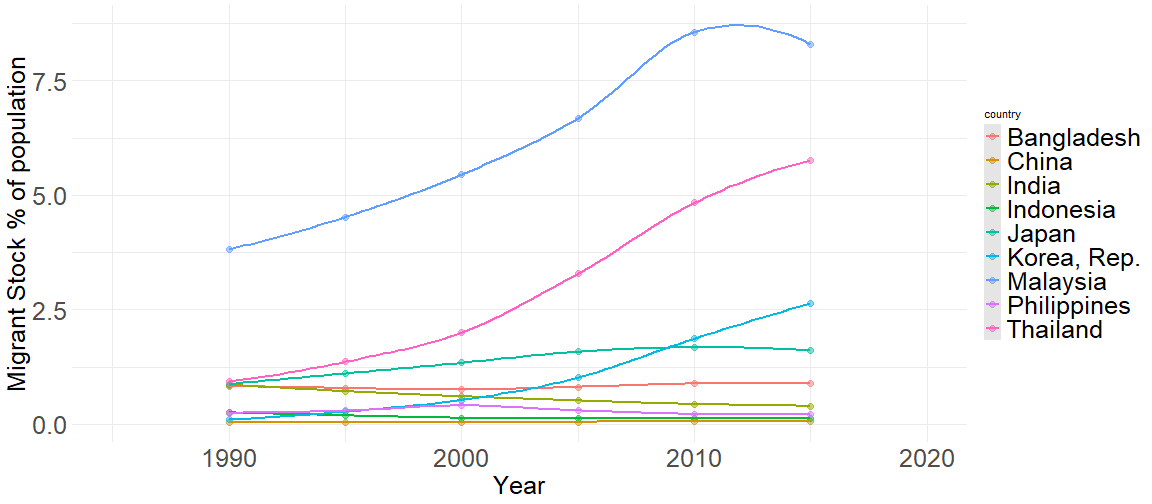 Migrant Stock % of population
7.5
5.0
2.5
0.0
1990 2000 2010 2020
Year
country
Bangladesh
China
India
Indonesia
Japan
Korea, Rep.
Malaysia
Philippines
Thailand